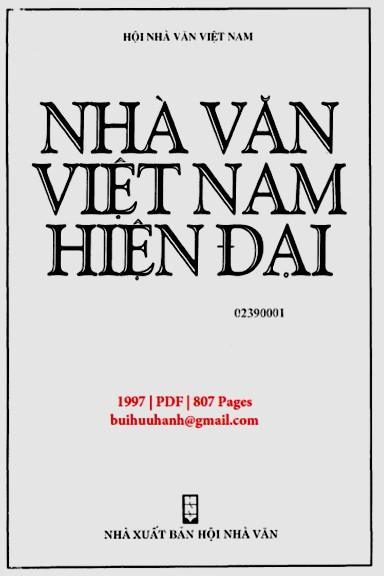 HỘI NHÀ VĂN VIỆT NAM
NHÀ VĂN
VIỆT NAM
HIỆN ĐẠI
02390001
1997 | PDF | 807 Pages
buihuuhanh@gmail.com
NHÀ XUẤT BẢN HỘI NHÀ VĂN